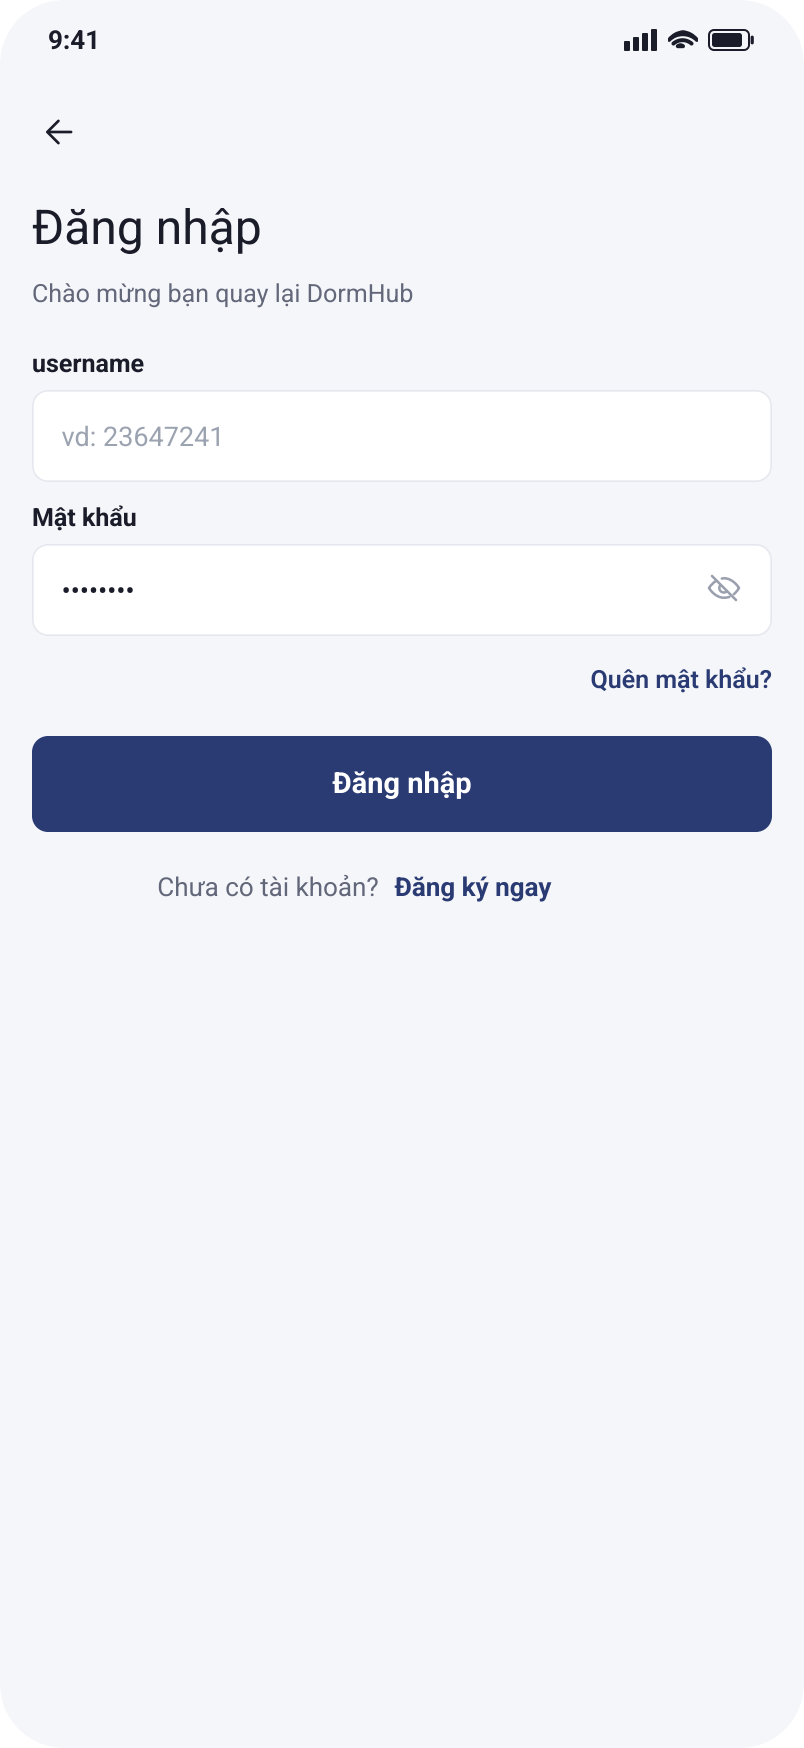 9:41
Đăng nhập
Chào mừng bạn quay lại DormHub
username
vd: 23647241
Mật khẩu
••••••••
Quên mật khẩu?
Đăng nhập
Chưa có tài khoản? Đăng ký ngay